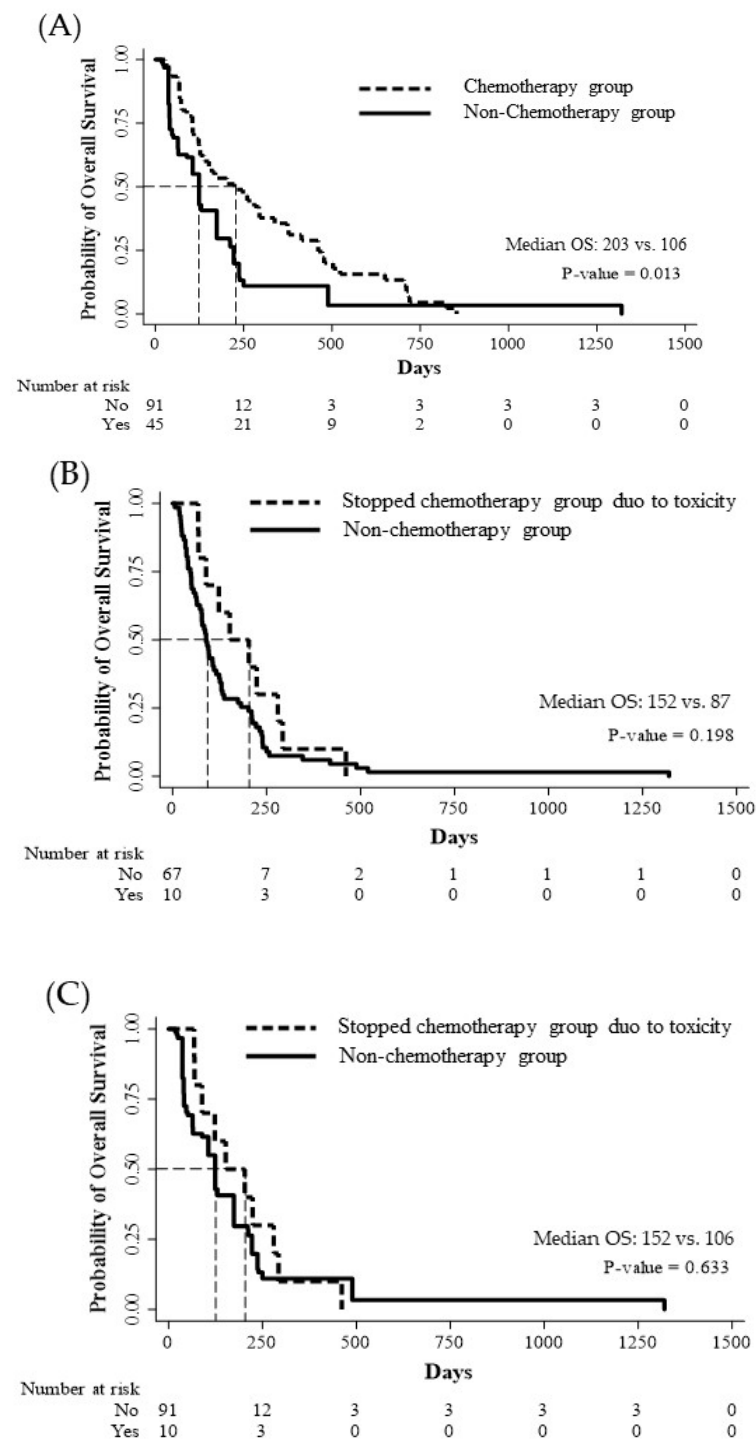 (A)
Probability of Overall Survival
1.00
0.75
0.50
0.25
0.00
Chemotherapy group
Non-Chemotherapy group
Median OS: 203 vs. 106
P-value = 0.013
0 250 500 750 1000 1250 1500
Days
Number at risk
No 91 12 3 3 3 3 0
Yes 45 21 9 2 0 0 0
(B)
Probability of Overall Survival
1.00
0.75
0.50
0.25
0.00
Stopped chemotherapy group duo to toxicity
Non-chemotherapy group
Median OS: 152 vs. 87
P-value = 0.198
0 250 500 750 1000 1250 1500
Days
Number at risk
No 67 7 2 1 1 1 0
Yes 10 3 0 0 0 0 0
(C)
Probability of Overall Survival
1.00
0.75
0.50
0.25
0.00
Stopped chemotherapy group duo to toxicity
Non-chemotherapy group
Median OS: 152 vs. 106
P-value = 0.633
0 250 500 750 1000 1250 1500
Days
Number at risk
No 91 12 3 3 3 3 0
Yes 10 3 0 0 0 0 0